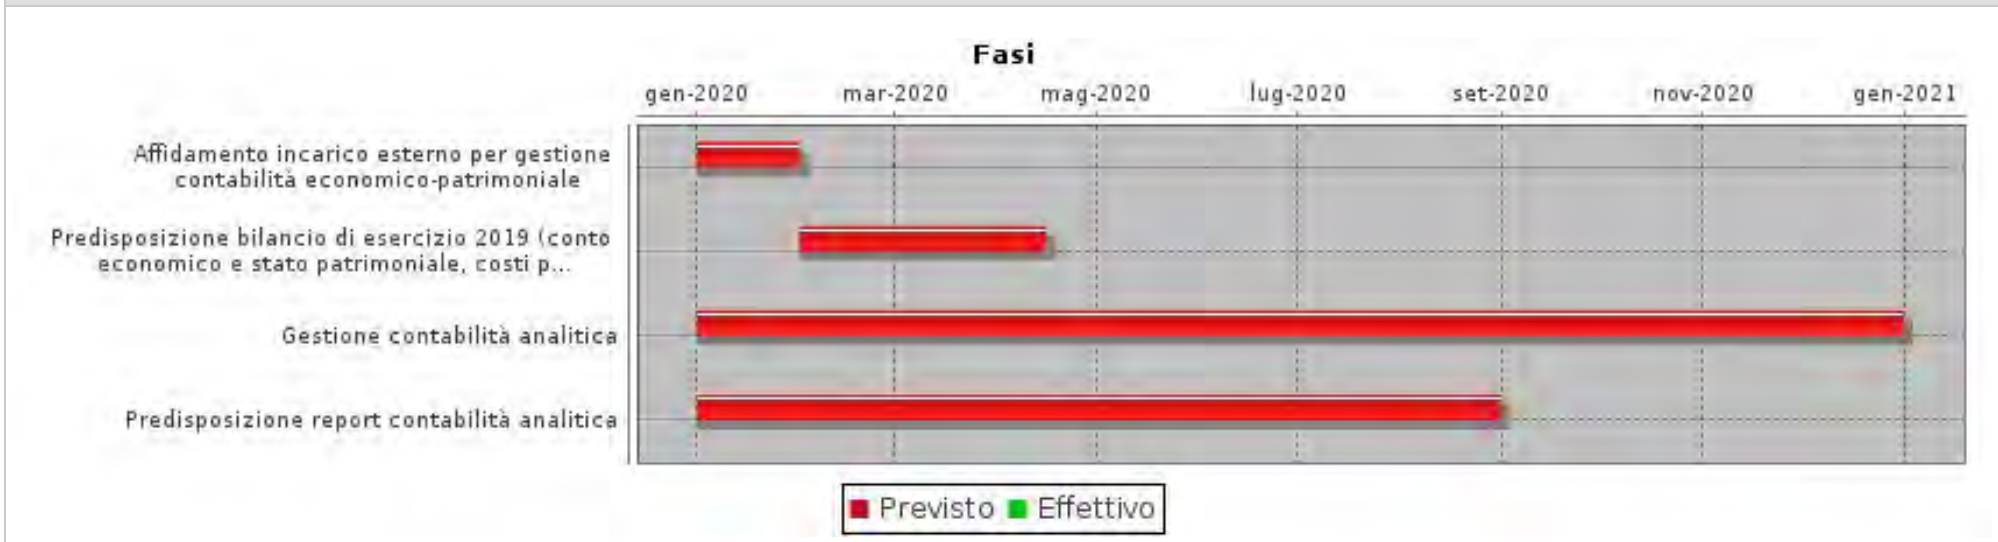 Fasi
gen-2020 mar-2020 mag-2020 lug-2020 set-2020 nov-2020 gen-2021
Affidamento incarico esterno per gestione
contabilità economico-patrimoniale
Predisposizione bilancio di esercizio 2019 (conto
economico e stato patrimoniale, costi p...
Gestione contabilità analitica
Predisposizione report contabilità analitica
Previsto Effettivo